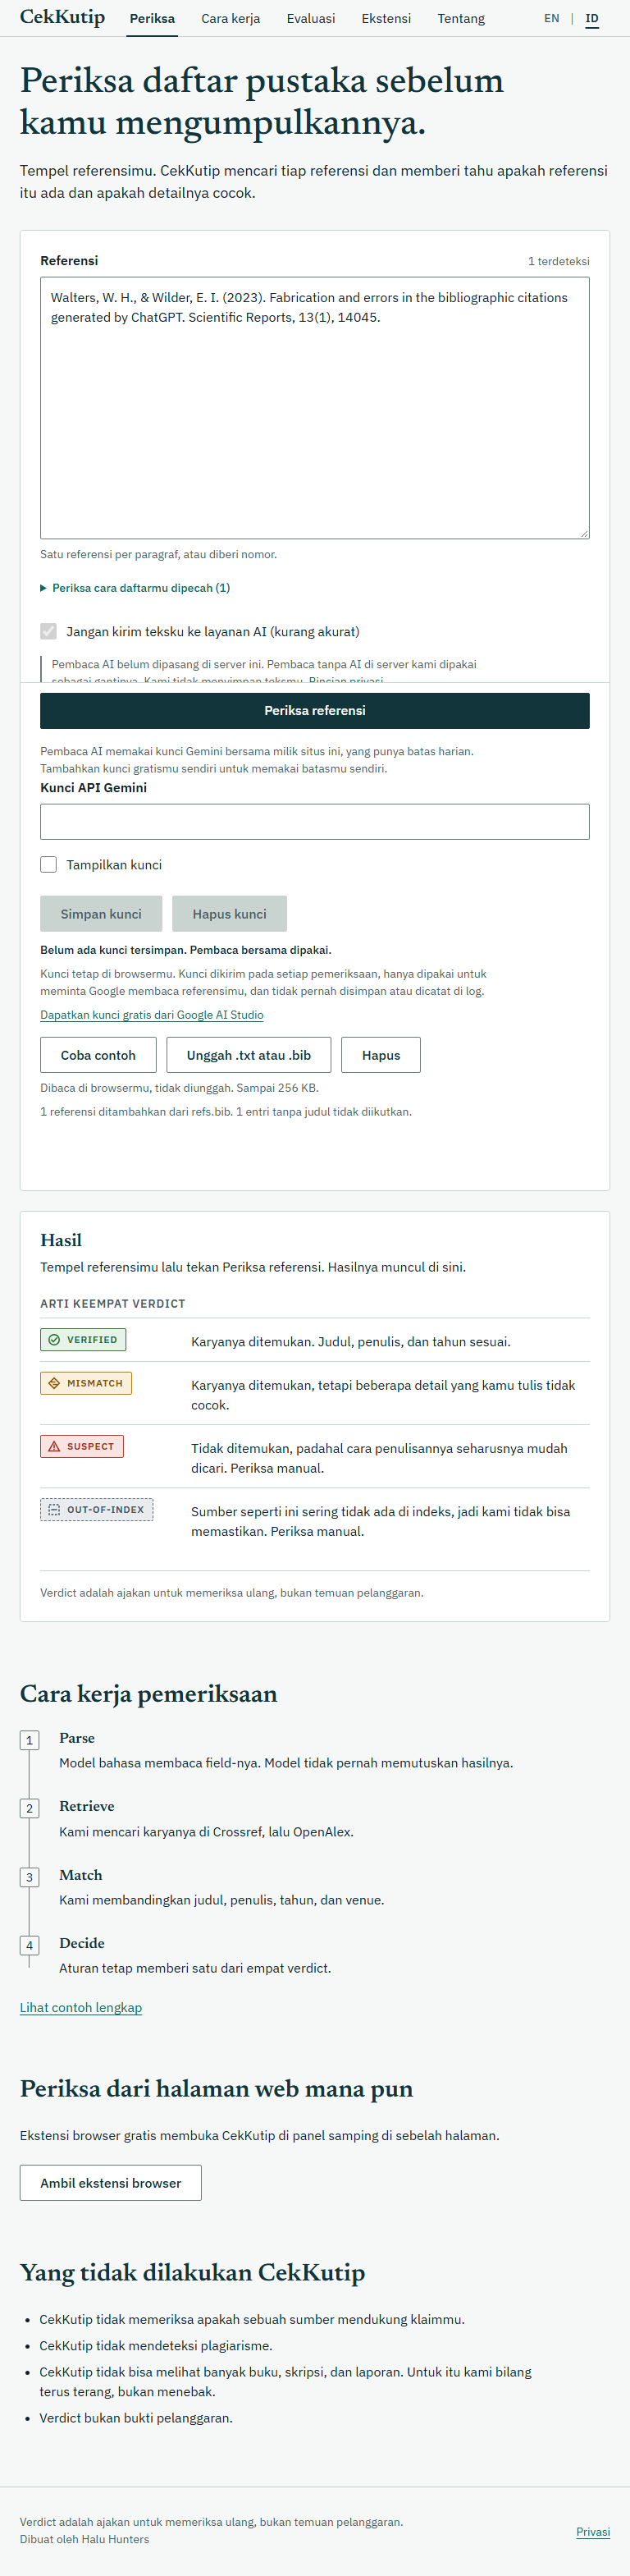 CekKutip Periksa Cara kerja Evaluasi Ekstensi Tentang EN | ID
Periksa daftar pustaka sebelum
kamu mengumpulkannya.
Tempel referensimu. CekKutip mencari tiap referensi dan memberi tahu apakah referensi
itu ada dan apakah detailnya cocok.
Referensi 1 terdeteksi
Walters, W. H., & Wilder, E. I. (2023). Fabrication and errors in the bibliographic citations
generated by ChatGPT. Scientific Reports, 13(1), 14045.
Satu referensi per paragraf, atau diberi nomor.
Periksa cara daftarmu dipecah (1)
Jangan kirim teksku ke layanan AI (kurang akurat)
Pembaca AI belum dipasang di server ini. Pembaca tanpa AI di server kami dipakai
sebagai gantinya. Kami tidak menyimpan teksmu. Rincian privasi
Periksa referensi
Pembaca AI memakai kunci Gemini bersama milik situs ini, yang punya batas harian.
Tambahkan kunci gratismu sendiri untuk memakai batasmu sendiri.
Kunci API Gemini
Tampilkan kunci
Simpan kunci Hapus kunci
Belum ada kunci tersimpan. Pembaca bersama dipakai.
Kunci tetap di browsermu. Kunci dikirim pada setiap pemeriksaan, hanya dipakai untuk
meminta Google membaca referensimu, dan tidak pernah disimpan atau dicatat di log.
Dapatkan kunci gratis dari Google AI Studio
Coba contoh Unggah .txt atau .bib Hapus
Dibaca di browsermu, tidak diunggah. Sampai 256 KB.
1 referensi ditambahkan dari refs.bib. 1 entri tanpa judul tidak diikutkan.
Hasil
Tempel referensimu lalu tekan Periksa referensi. Hasilnya muncul di sini.
ARTI KEEMPAT VERDICT
VERIFIED Karyanya ditemukan. Judul, penulis, dan tahun sesuai.
MISMATCH Karyanya ditemukan, tetapi beberapa detail yang kamu tulis tidak
cocok.
SUSPECT Tidak ditemukan, padahal cara penulisannya seharusnya mudah
dicari. Periksa manual.
OUT-OF-INDEX Sumber seperti ini sering tidak ada di indeks, jadi kami tidak bisa
memastikan. Periksa manual.
Verdict adalah ajakan untuk memeriksa ulang, bukan temuan pelanggaran.
Cara kerja pemeriksaan
1 Parse
Model bahasa membaca field-nya. Model tidak pernah memutuskan hasilnya.
2 Retrieve
Kami mencari karyanya di Crossref, lalu OpenAlex.
3 Match
Kami membandingkan judul, penulis, tahun, dan venue.
4 Decide
Aturan tetap memberi satu dari empat verdict.
Lihat contoh lengkap
Periksa dari halaman web mana pun
Ekstensi browser gratis membuka CekKutip di panel samping di sebelah halaman.
Ambil ekstensi browser
Yang tidak dilakukan CekKutip
• CekKutip tidak memeriksa apakah sebuah sumber mendukung klaimmu.
• CekKutip tidak mendeteksi plagiarisme.
• CekKutip tidak bisa melihat banyak buku, skripsi, dan laporan. Untuk itu kami bilang
terus terang, bukan menebak.
• Verdict bukan bukti pelanggaran.
Verdict adalah ajakan untuk memeriksa ulang, bukan temuan pelanggaran.
Dibuat oleh Halu Hunters
Privasi